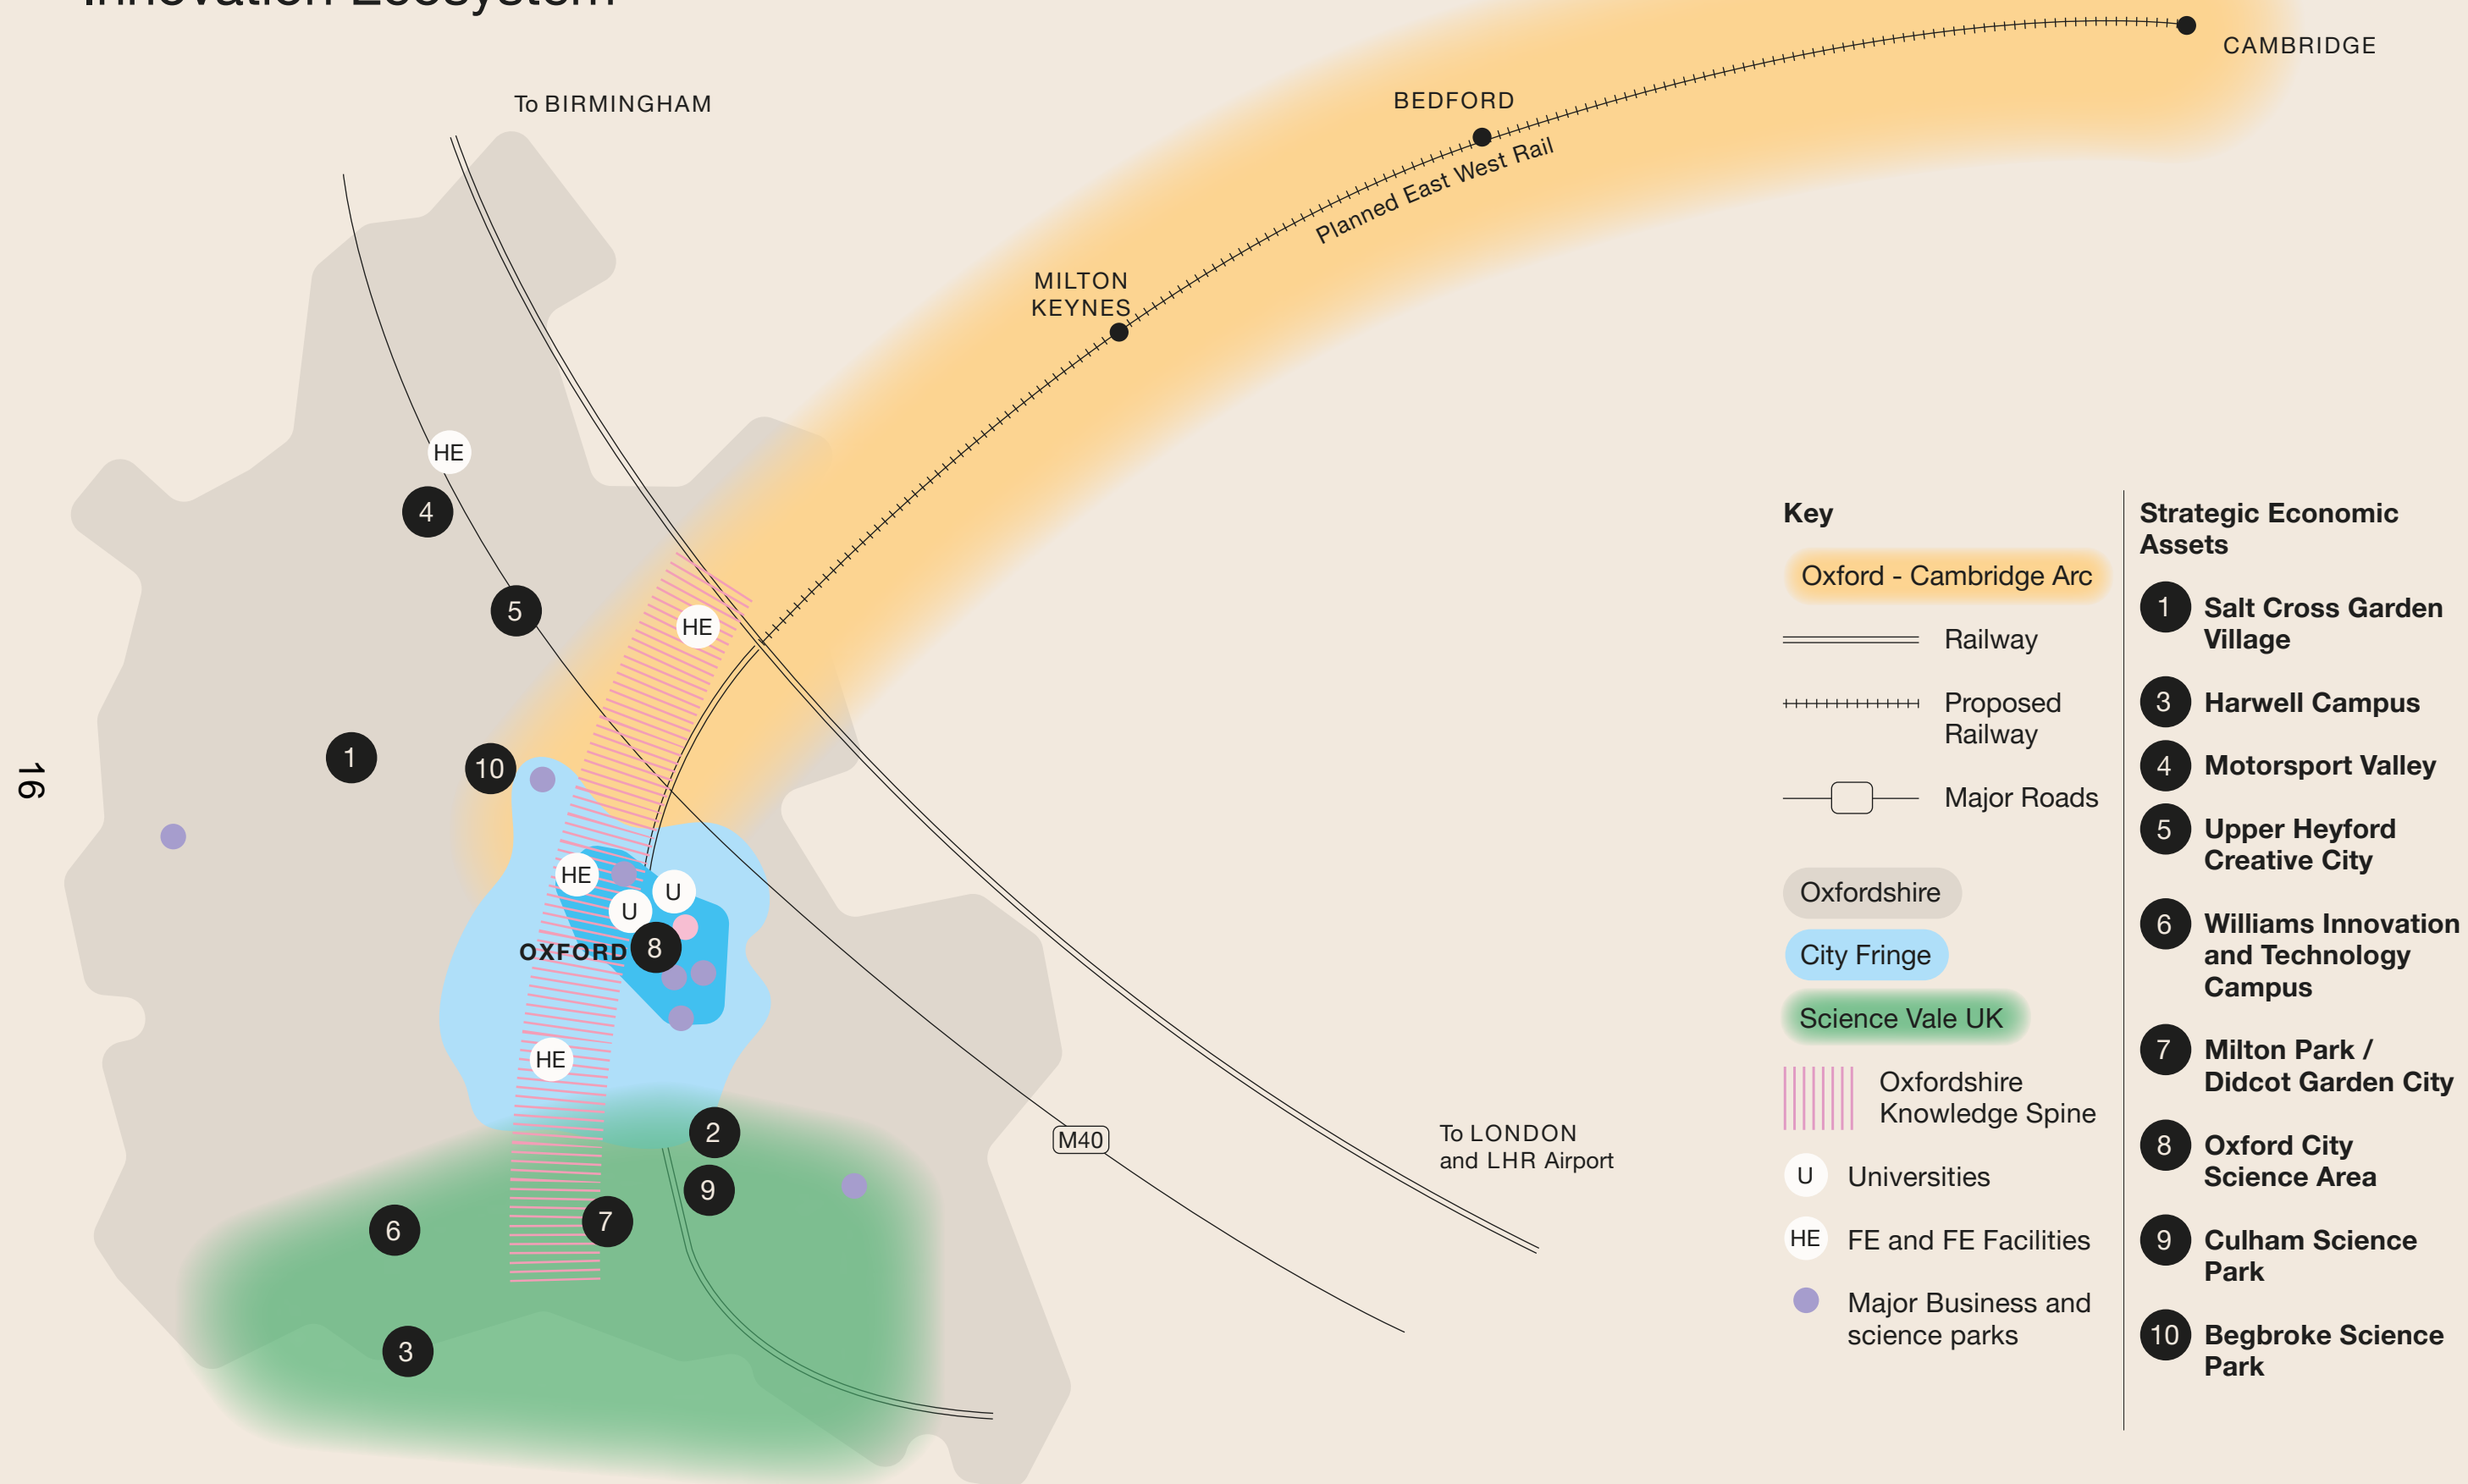 Innovation Ecosystem
CAMBRIDGE
To BIRMINGHAM
BEDFORD
Planned East West Rail
MILTON
KEYNES
HE
4
5
HE
1
10
HE
U
U
OXFORD
8
HE
2
9
7
6
3
M40
To LONDON
and LHR Airport
16
Key
Oxford - Cambridge Arc
Railway
Proposed
Railway
Major Roads
Oxfordshire
City Fringe
Science Vale UK
Oxfordshire
Knowledge Spine
U Universities
HE FE and FE Facilities
Major Business and
science parks
Strategic Economic
Assets
1 Salt Cross Garden
Village
3 Harwell Campus
4 Motorsport Valley
5 Upper Heyford
Creative City
6 Williams Innovation
and Technology
Campus
7 Milton Park /
Didcot Garden City
8 Oxford City
Science Area
9 Culham Science
Park
10 Begbroke Science
Park